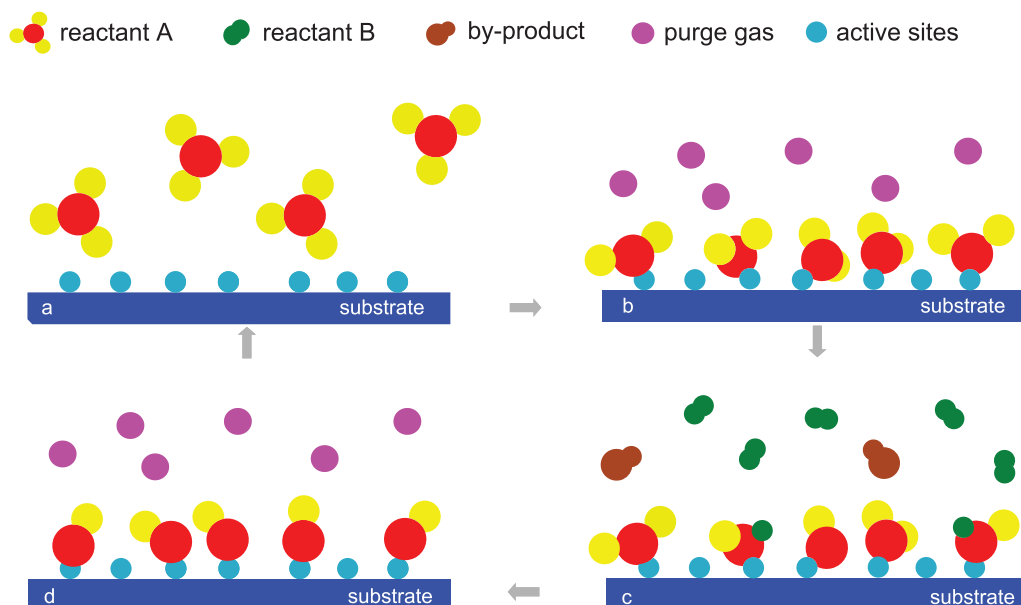 reactant A reactant B by-product purge gas active sites
a substrate
b substrate
d substrate
c substrate